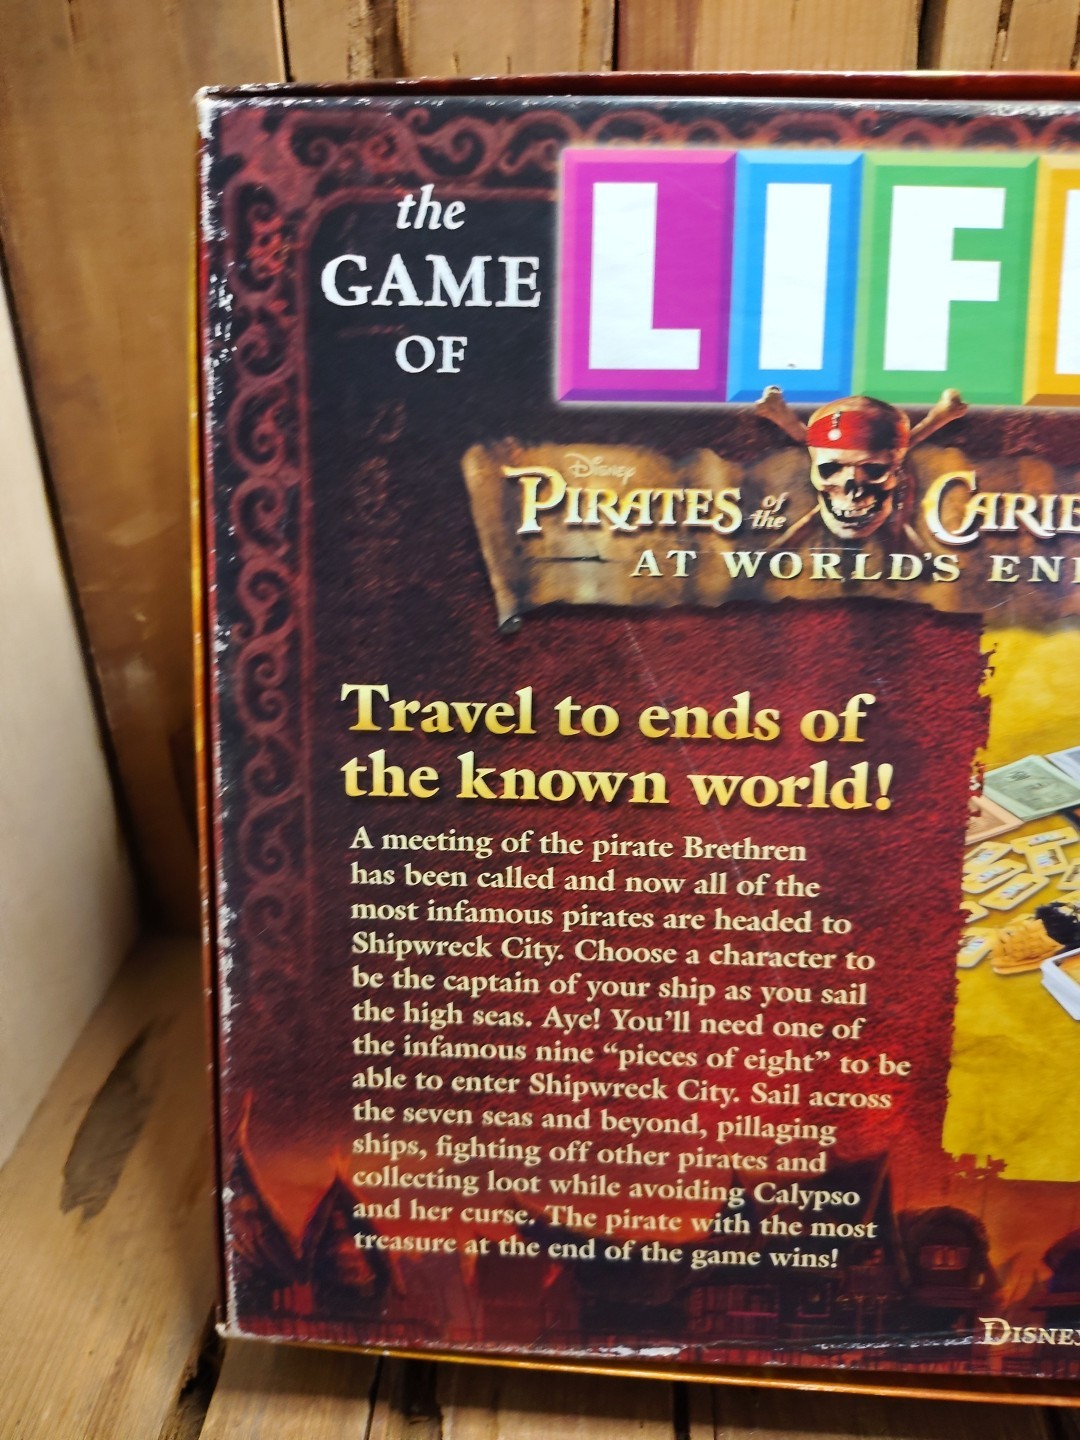 the
GAME
OF
LIF
DISNEY
PIRATES of the CARIB
AT WORLD'S EN
Travel to ends of
the known world!
A meeting of the pirate Brethren
has been called and now all of the
most infamous pirates are headed to
Shipwreck City. Choose a character to
be the captain of your ship as you sail
the high seas. Aye! You'll need one of
the infamous nine “pieces of eight” to be
able to enter Shipwreck City. Sail across
the seven seas and beyond, pillaging
ships, fighting off other pirates and
collecting loot while avoiding Calypso
and her curse. The pirate with the most
treasure at the end of the game wins!
DISNEY